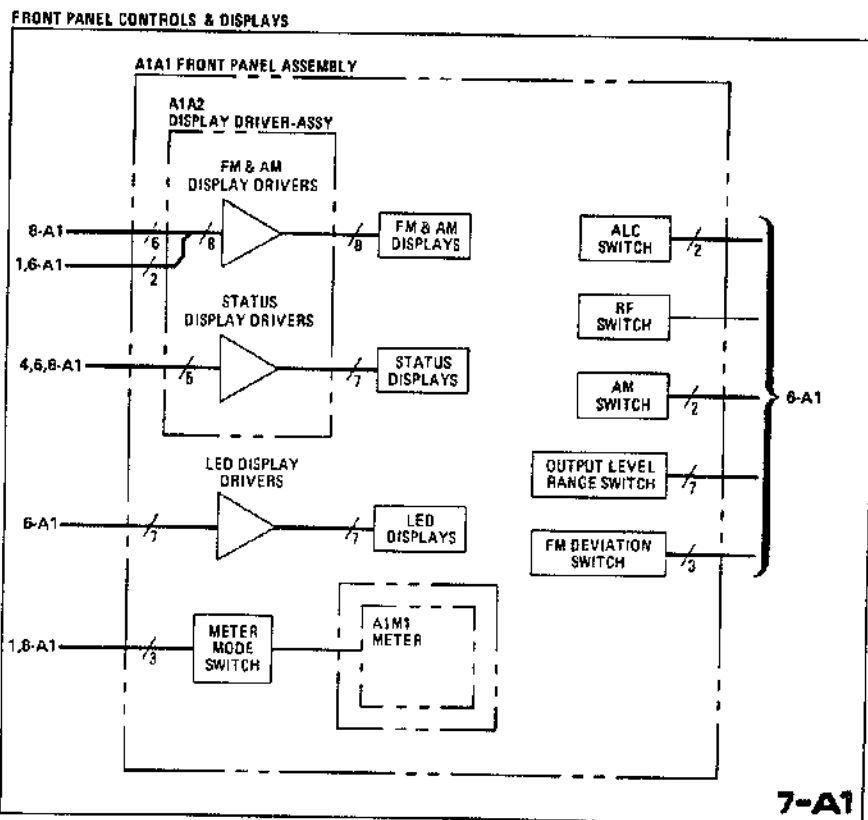 FRONT PANEL CONTROLS & DISPLAYS
A1A1 FRONT PANEL ASSEMBLY
A1A2
DISPLAY DRIVER-ASSY
FM & AM
DISPLAY DRIVERS
8-A1
6
8
8
FM & AM
DISPLAYS
1,6-A1
2
STATUS
DISPLAY DRIVERS
4,6,8-A1
5
7
STATUS
DISPLAYS
LED DISPLAY
DRIVERS
6-A1
7
7
LED
DISPLAYS
1,8-A1
3
METER
MODE
SWITCH
A1M1
METER
ALC
SWITCH
2
RF
SWITCH
AM
SWITCH
2
6-A1
OUTPUT LEVEL
RANGE SWITCH
7
FM DEVIATION
SWITCH
3
7-A1